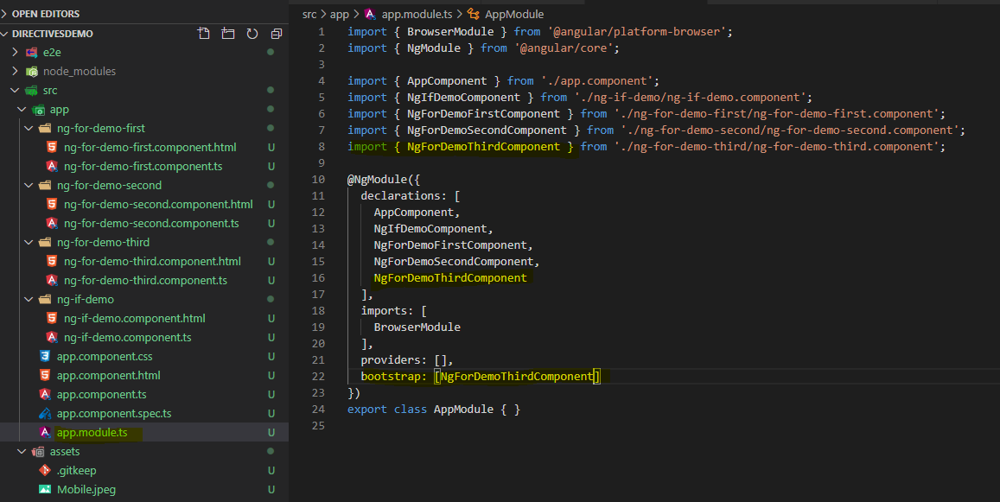 OPEN EDITORS
DIRECTIVESDEMO
e2e
node_modules
src
app
ng-for-demo-first
ng-for-demo-first.component.html U
ng-for-demo-first.component.ts U
ng-for-demo-second
ng-for-demo-second.component.html U
ng-for-demo-second.component.ts U
ng-for-demo-third
ng-for-demo-third.component.html U
ng-for-demo-third.component.ts U
ng-if-demo
ng-if-demo.component.html U
ng-if-demo.component.ts U
app.component.css U
app.component.html U
app.component.ts U
app.component.spec.ts U
app.module.ts U
assets
.gitkeep U
Mobile.jpeg U
src > app > app.module.ts > AppModule
1 import { BrowserModule } from '@angular/platform-browser';
2 import { NgModule } from '@angular/core';
3
4 import { AppComponent } from './app.component';
5 import { NgIfDemoComponent } from './ng-if-demo/ng-if-demo.component';
6 import { NgForDemoFirstComponent } from './ng-for-demo-first/ng-for-demo-first.component';
7 import { NgForDemoSecondComponent } from './ng-for-demo-second/ng-for-demo-second.component';
8 import { NgForDemoThirdComponent } from './ng-for-demo-third/ng-for-demo-third.component';
9
10 @NgModule({
11 declarations: [
12 AppComponent,
13 NgIfDemoComponent,
14 NgForDemoFirstComponent,
15 NgForDemoSecondComponent,
16 NgForDemoThirdComponent
17 ],
18 imports: [
19 BrowserModule
20 ],
21 providers: [],
22 bootstrap: [NgForDemoThirdComponent]
23 })
24 export class AppModule { }
25